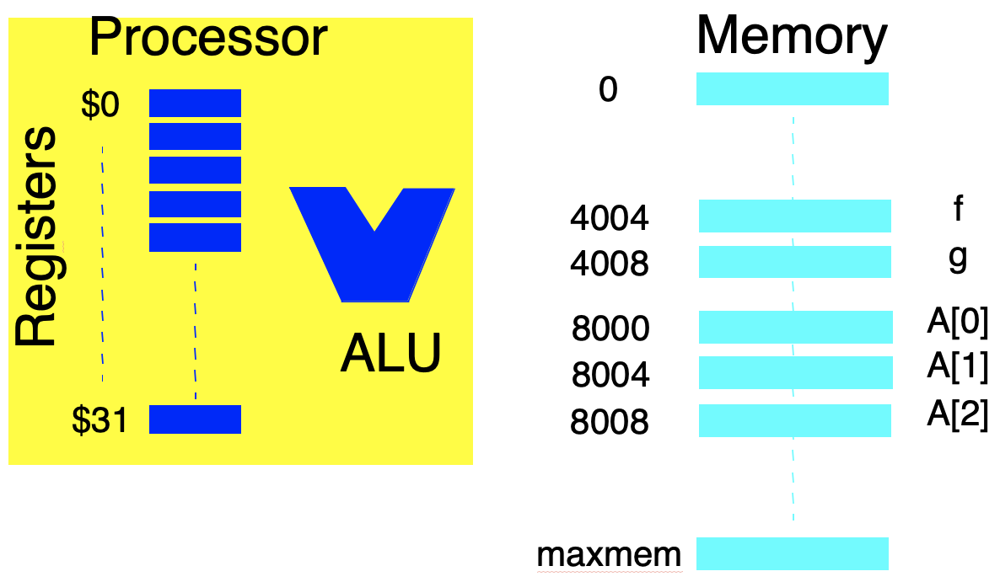 Processor
Registers
$0
$31
ALU
Memory
0
4004 f
4008 g
8000 A[0]
8004 A[1]
8008 A[2]
maxmem